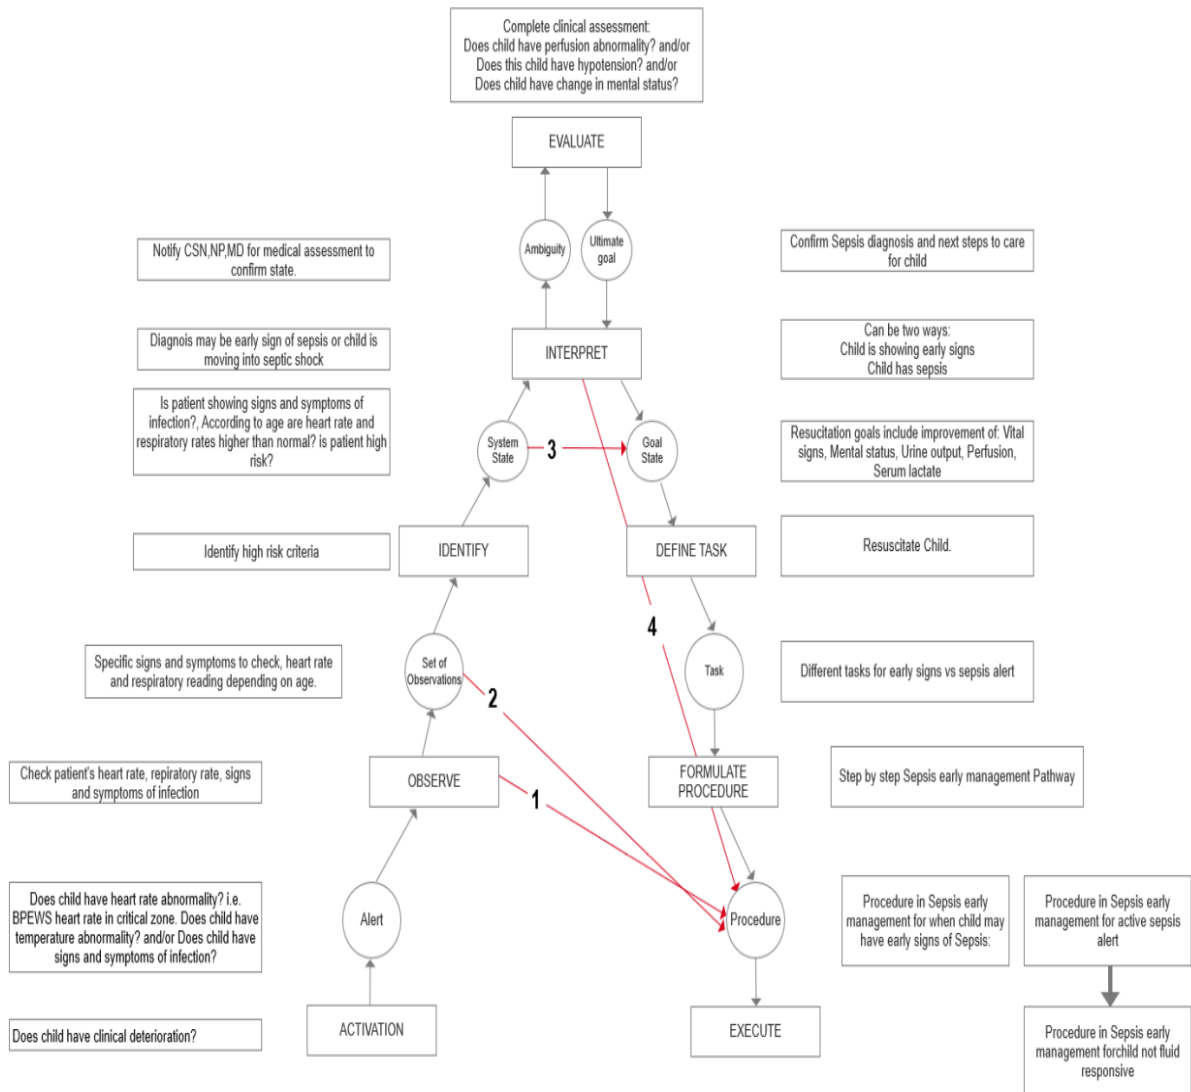 Complete clinical assessment:
Does child have perfusion abnormality? and/or
Does this child have hypotension? and/or
Does child have change in mental status?
EVALUATE
Ambiguity
Ultimate
goal
Notify CSN,NP,MD for medical assessment to
confirm state.
Confirm Sepsis diagnosis and next steps to care
for child
Diagnois may be early sign of sepsis or child is
moving into septic shock
INTERPRET
Can be two ways:
Child is showing early signs
Child has sepsis
Is patient showing signs and symptoms of
infection?, According to age are heart rate and
respiratory rates higher than normal? is patient high
risk?
System
State
3
Goal
State
Resucitation goals include improvement of: Vital
signs, Mental status, Urine output, Perfusion,
Serum lactate
Identify high risk criteria
IDENTIFY
DEFINE TASK
Resuscitate Child.
4
Specific signs and symptoms to check, heart rate
and respiratory reading depending on age.
Set of
Observations
2
Task
Different tasks for early signs vs sepsis alert
Check patient's heart rate, repiratory rate, signs
and symptoms of infection
OBSERVE
1
FORMULATE
PROCEDURE
Step by step Sepsis early management Pathway
Does child have heart rate abnormality? i.e.
BPEWS heart rate in critical zone. Does child have
temperature abnormality? and/or Does child have
signs and symptoms of infection?
Alert
Procedure
Procedure in Sepsis early
management for when child may
have early signs of Sepsis:
Procedure in Sepsis early
management for active sepsis
alert
Does child have clinical deterioration?
ACTIVATION
EXECUTE
Procedure in Sepsis early
management forchild not fluid
responsive